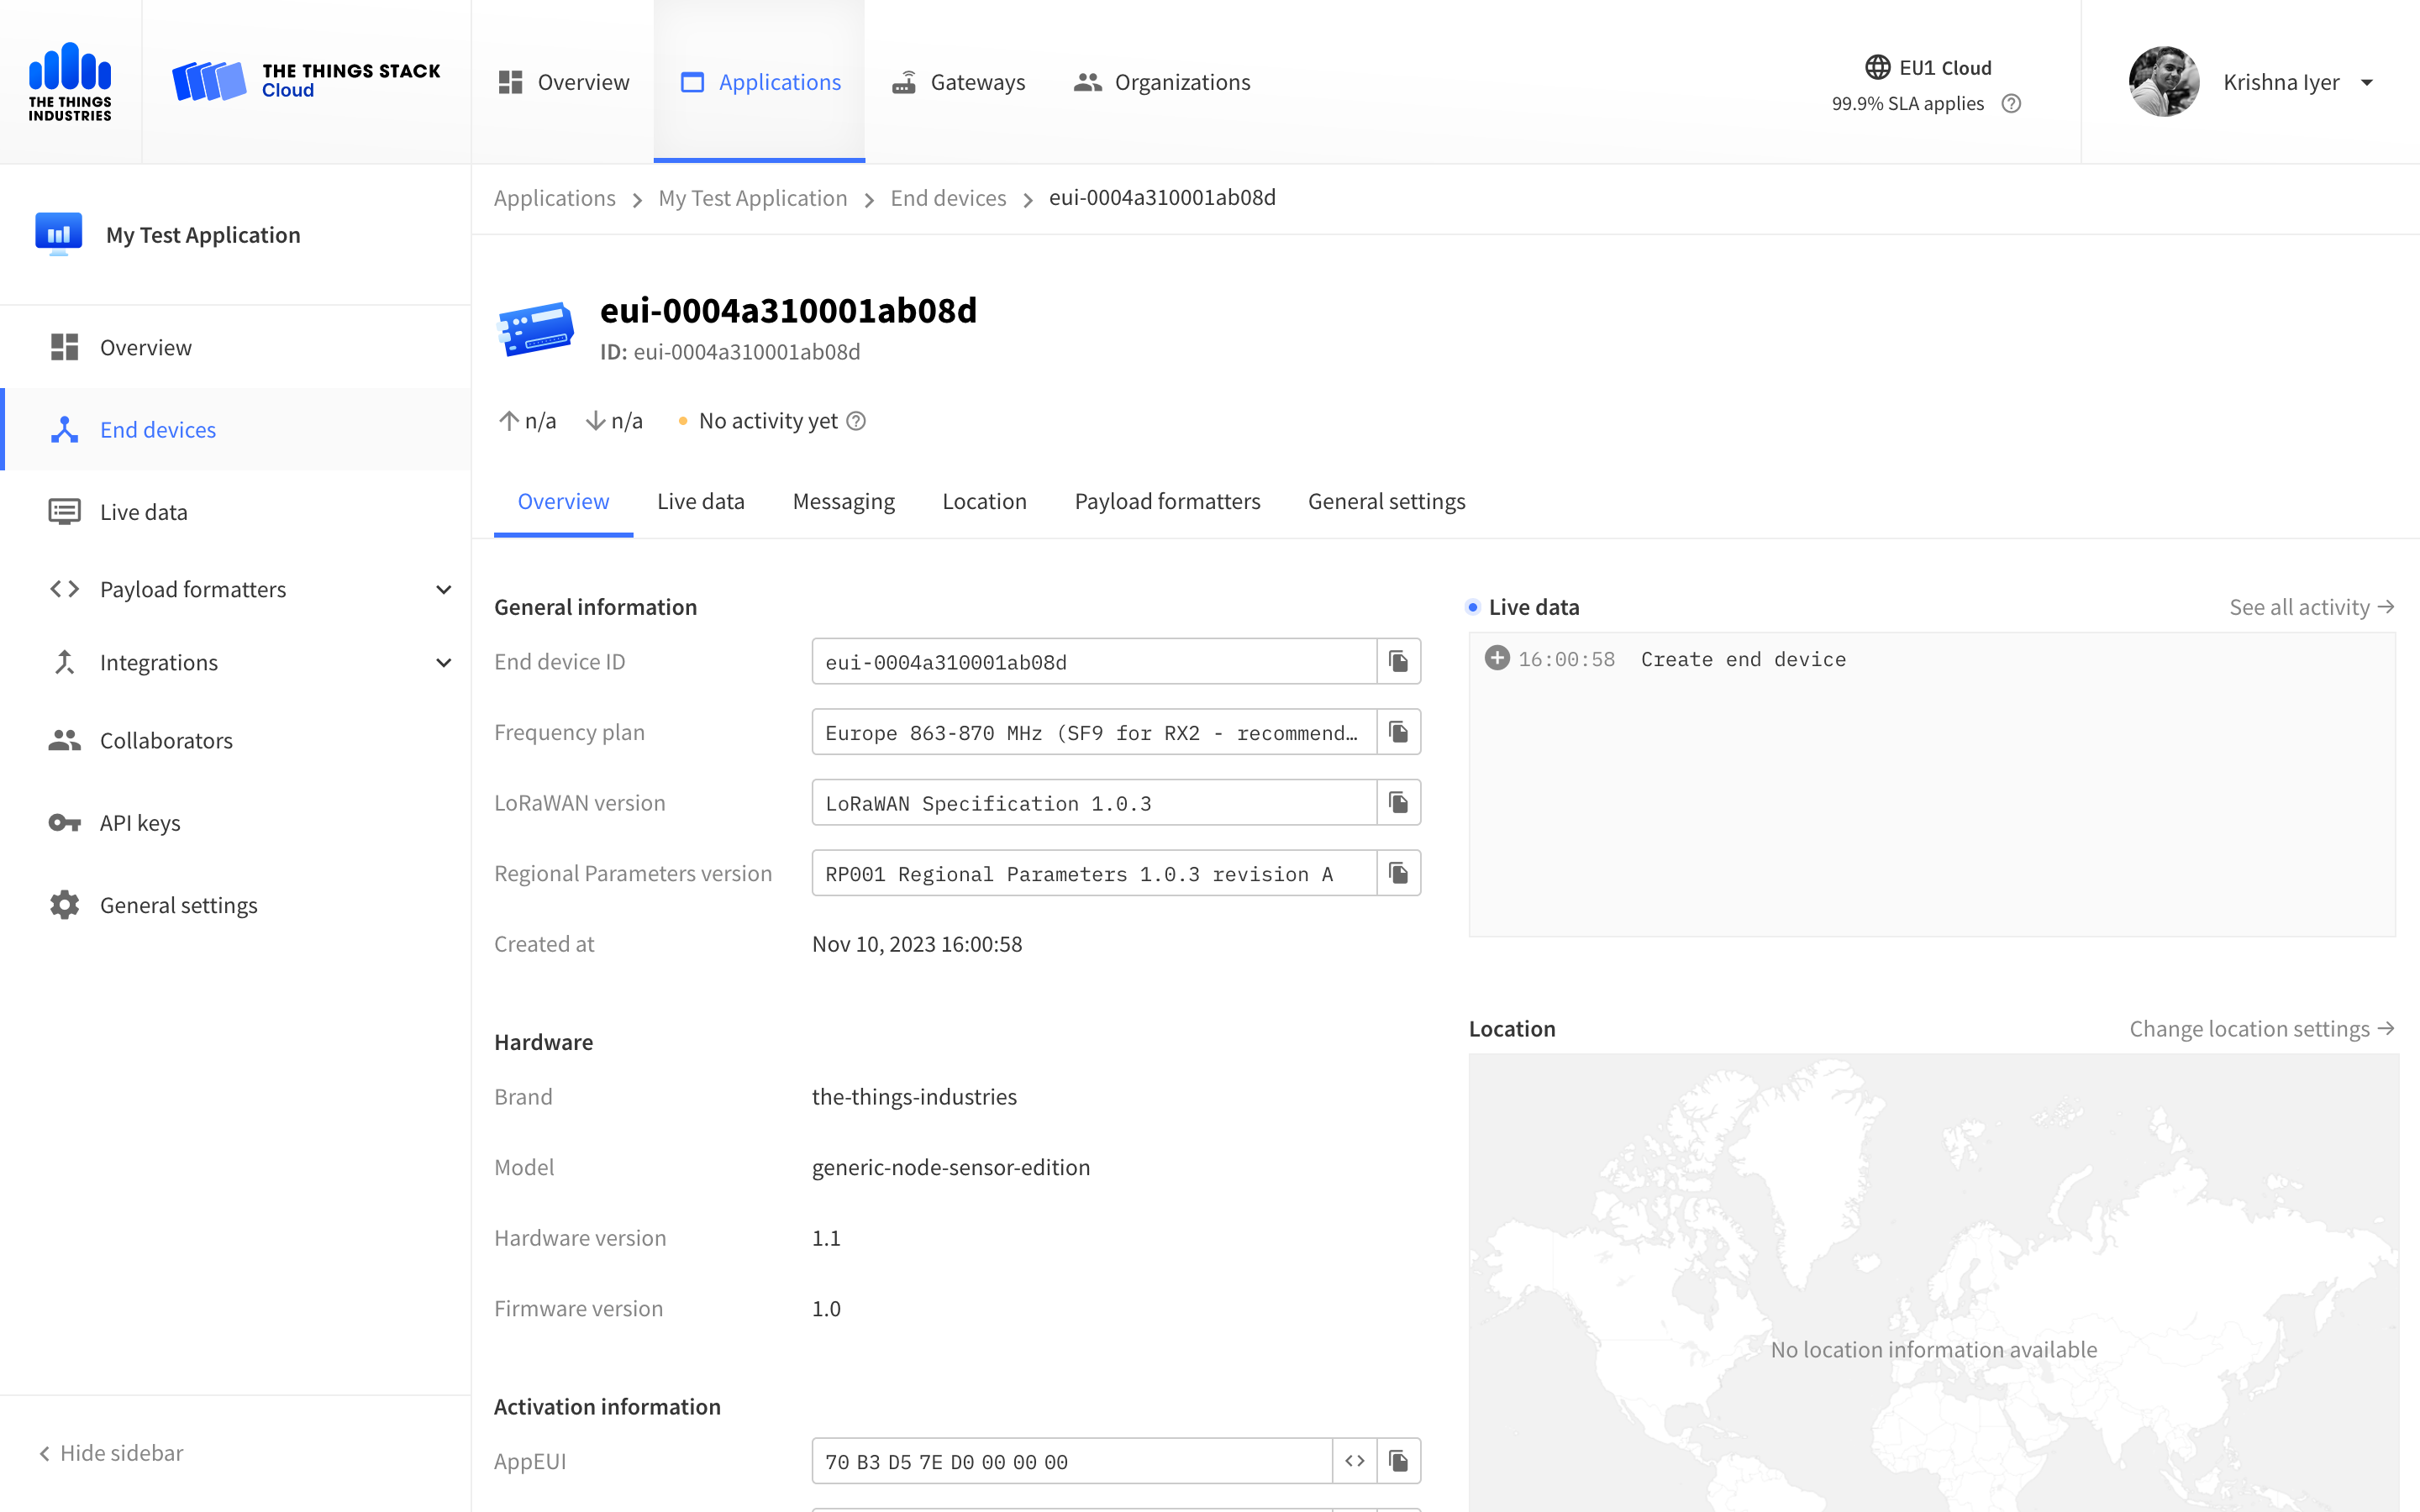 THE THINGS
INDUSTRIES
THE THINGS STACK
Cloud
Overview
Applications
Gateways
Organizations
EU1 Cloud
99.9% SLA applies
Krishna Iyer
My Test Application
Overview
End devices
Live data
Payload formatters
Integrations
Collaborators
API keys
General settings
Hide sidebar
Applications > My Test Application > End devices > eui-0004a310001ab08d
eui-0004a310001ab08d
ID: eui-0004a310001ab08d
n/a n/a No activity yet
Overview Live data Messaging Location Payload formatters General settings
General information
End device ID eui-0004a310001ab08d
Frequency plan Europe 863-870 MHz (SF9 for RX2 - recommend…
LoRaWAN version LoRaWAN Specification 1.0.3
Regional Parameters version RP001 Regional Parameters 1.0.3 revision A
Created at Nov 10, 2023 16:00:58
Hardware
Brand the-things-industries
Model generic-node-sensor-edition
Hardware version 1.1
Firmware version 1.0
Activation information
AppEUI 70 B3 D5 7E D0 00 00 00
Live data See all activity →
16:00:58 Create end device
Location Change location settings →
No location information available